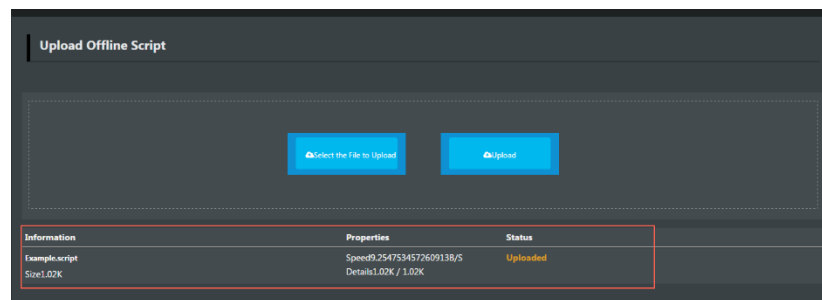 Upload Offline Script
Select the File to Upload
Upload
Information Properties Status
Example.script Speed9.254753457260913B/S Uploaded
Size1.02K Details1.02K / 1.02K